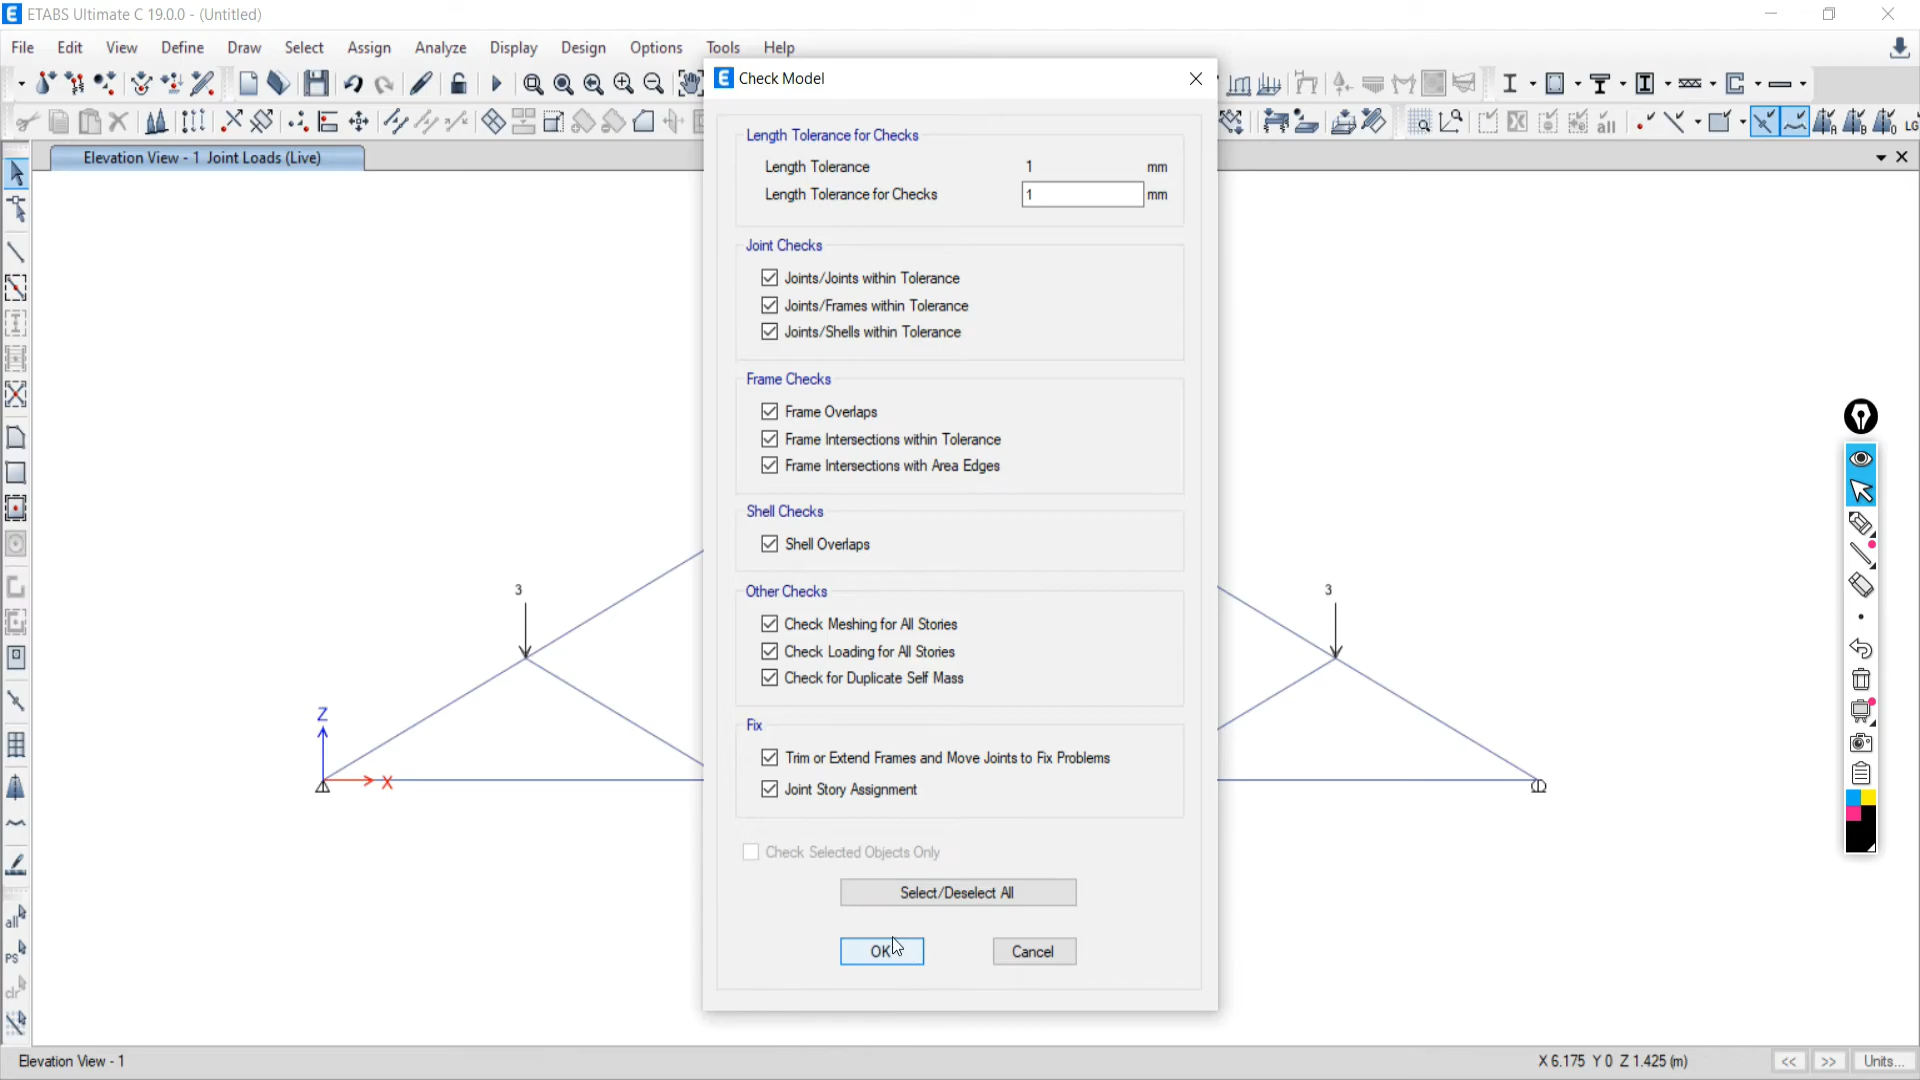 ETABS Ultimate C 19.0.0 - (Untitled)
File Edit View Define Draw Select Assign Analyze Display Design Options Tools Help
Check Model
Elevation View - 1 Joint Loads (Live)
Length Tolerance for Checks
Length Tolerance 1 mm
Length Tolerance for Checks 1 mm
Joint Checks
Joints/Joints within Tolerance
Joints/Frames within Tolerance
Joints/Shells within Tolerance
Frame Checks
Frame Overlaps
Frame Intersections within Tolerance
Frame Intersections with Area Edges
Shell Checks
Shell Overlaps
Other Checks
Check Meshing for All Stories
Check Loading for All Stories
Check for Duplicate Self Mass
Fix
Trim or Extend Frames and Move Joints to Fix Problems
Joint Story Assignment
Check Selected Objects Only
Select/Deselect All
OK Cancel
3 3
Z
X
all
PS
clr
all
LG
Elevation View - 1
X 6.175 Y 0 Z 1.425 (m)
<< >> Units...